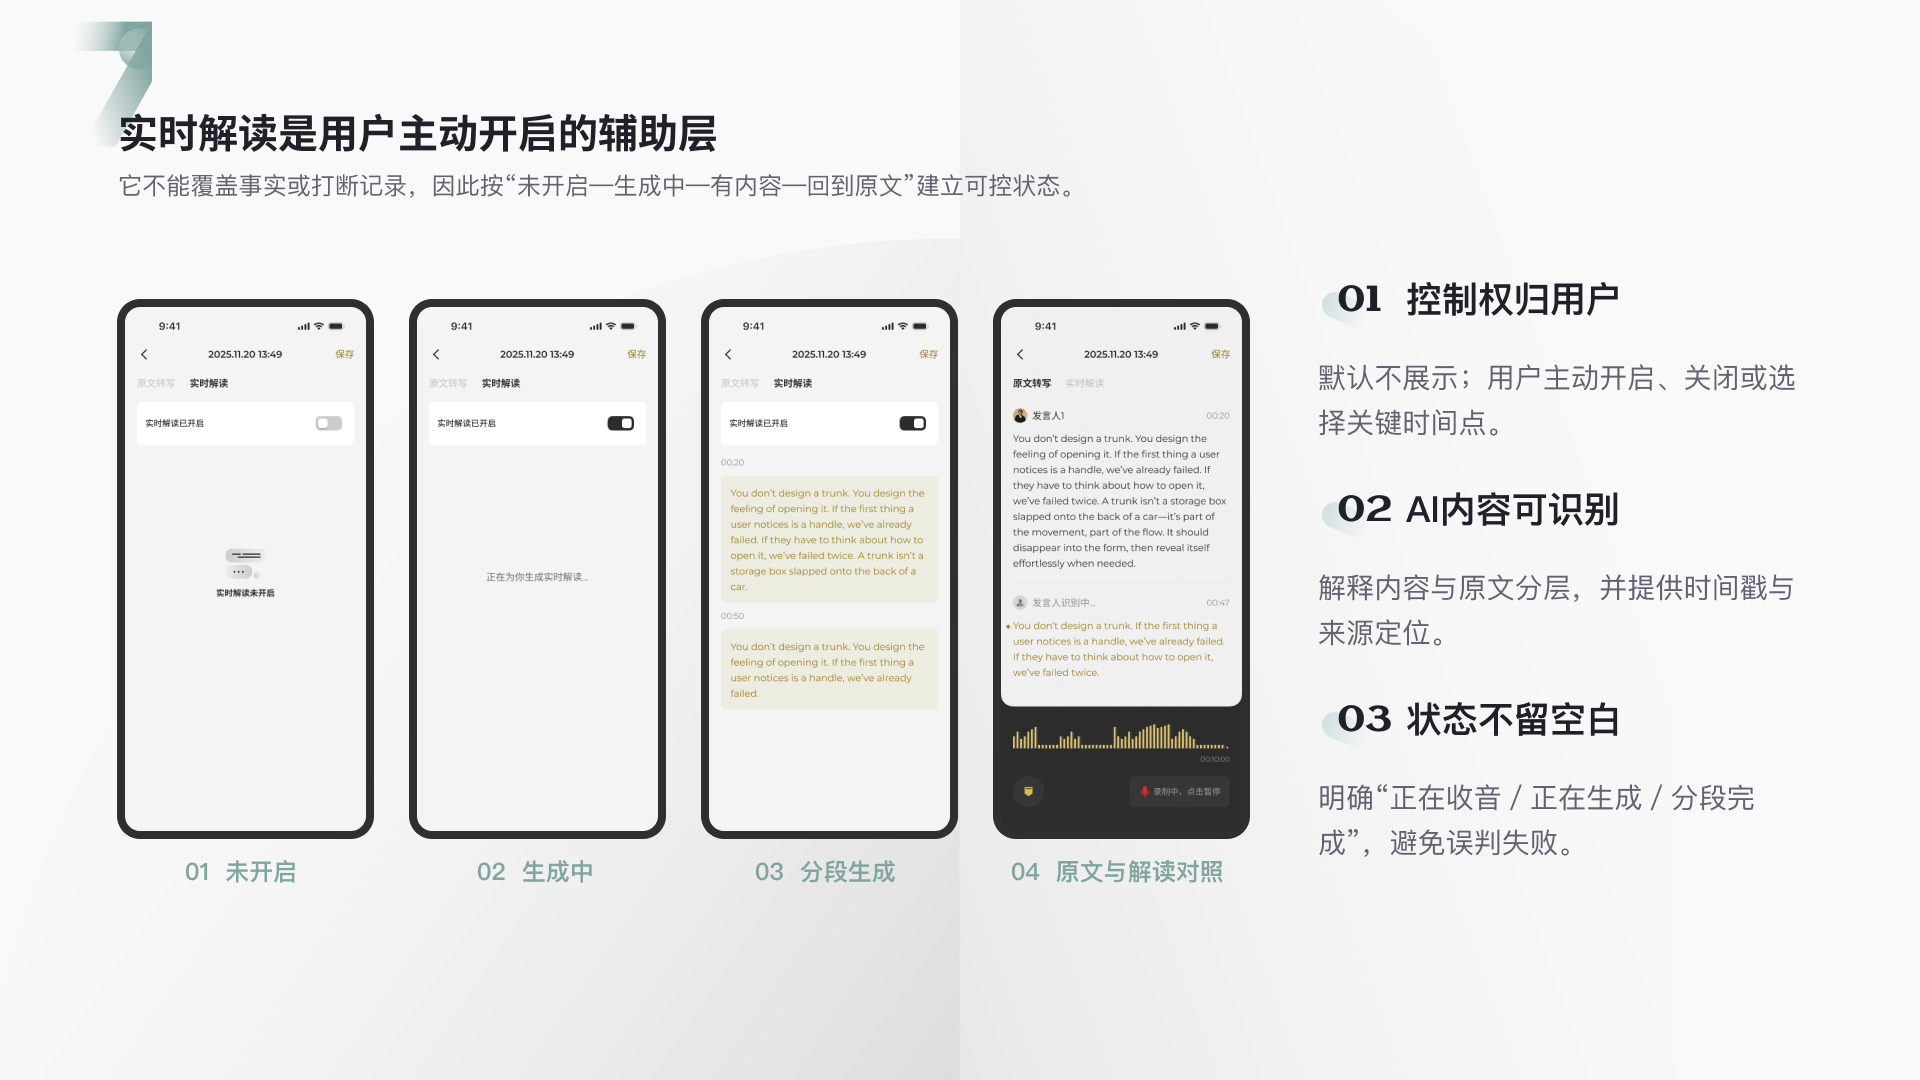 7
实时解读是用户主动开启的辅助层
它不能覆盖事实或打断记录，因此按“未开启—生成中—有内容—回到原文”建立可控状态。
9:41
2025.11.20 13:49
保存
原文转写 实时解读
实时解读已开启
实时解读未开启
01 未开启
9:41
2025.11.20 13:49
保存
原文转写 实时解读
实时解读已开启
正在为你生成实时解读...
02 生成中
9:41
2025.11.20 13:49
保存
原文转写 实时解读
实时解读已开启
00:20
You don’t design a trunk. You design the
feeling of opening it. If the first thing a
user notices is a handle, we’ve already
failed. If they have to think about how to
open it, we’ve failed twice. A trunk isn’t a
storage box slapped onto the back of a
car.
00:50
You don’t design a trunk. You design the
feeling of opening it. If the first thing a
user notices is a handle, we’ve already
failed.
03 分段生成
9:41
2025.11.20 13:49
保存
原文转写 实时解读
发言人1 00:20
You don’t design a trunk. You design the
feeling of opening it. If the first thing a user
notices is a handle, we’ve already failed. If
they have to think about how to open it,
we’ve failed twice. A trunk isn’t a storage box
slapped onto the back of a car—it’s part of
the movement, part of the flow. It should
disappear into the form, then reveal itself
effortlessly when needed.
发言人识别中... 00:47
You don’t design a trunk. If the first thing a
user notices is a handle, we’ve already failed.
If they have to think about how to open it,
we’ve failed twice.
00:10:00
录制中，点击暂停
04 原文与解读对照
01 控制权归用户
默认不展示；用户主动开启、关闭或选
择关键时间点。
02 AI内容可识别
解释内容与原文分层，并提供时间戳与
来源定位。
03 状态不留空白
明确“正在收音 / 正在生成 / 分段完
成”，避免误判失败。